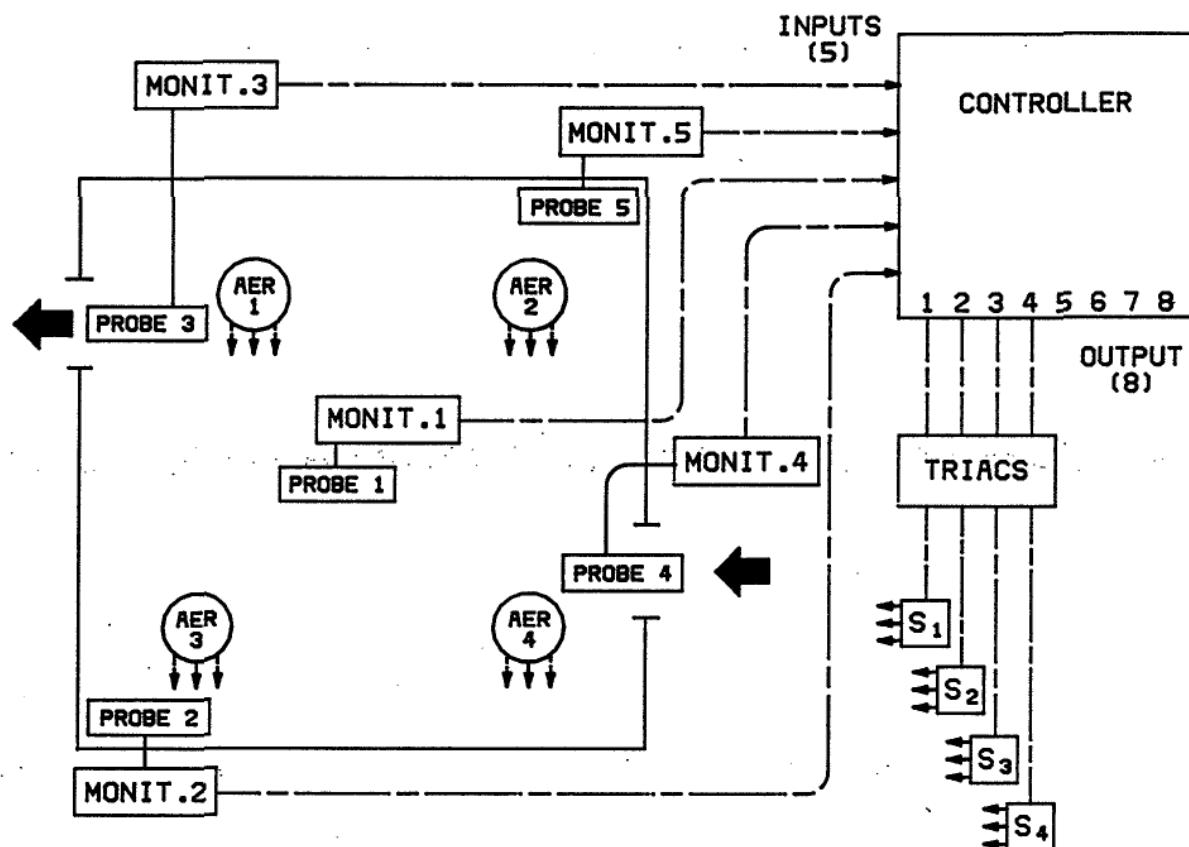 INPUTS
(5)
MONIT.3
CONTROLLER
MONIT.5
PROBE 5
AER
1
AER
2
PROBE 3
1 2 3 4 5 6 7 8
OUTPUT
(8)
MONIT.1
MONIT.4
TRIACS
PROBE 1
PROBE 4
AER
3
AER
4
S1
S2
PROBE 2
S3
MONIT.2
S4